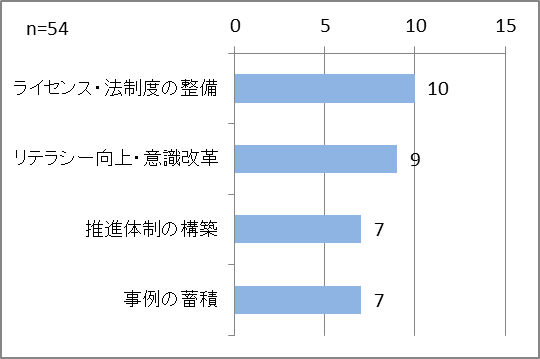 n=54
0 5 10 15
ライセンス・法制度の整備 10
リテラシー向上・意識改革 9
推進体制の構築 7
事例の蓄積 7